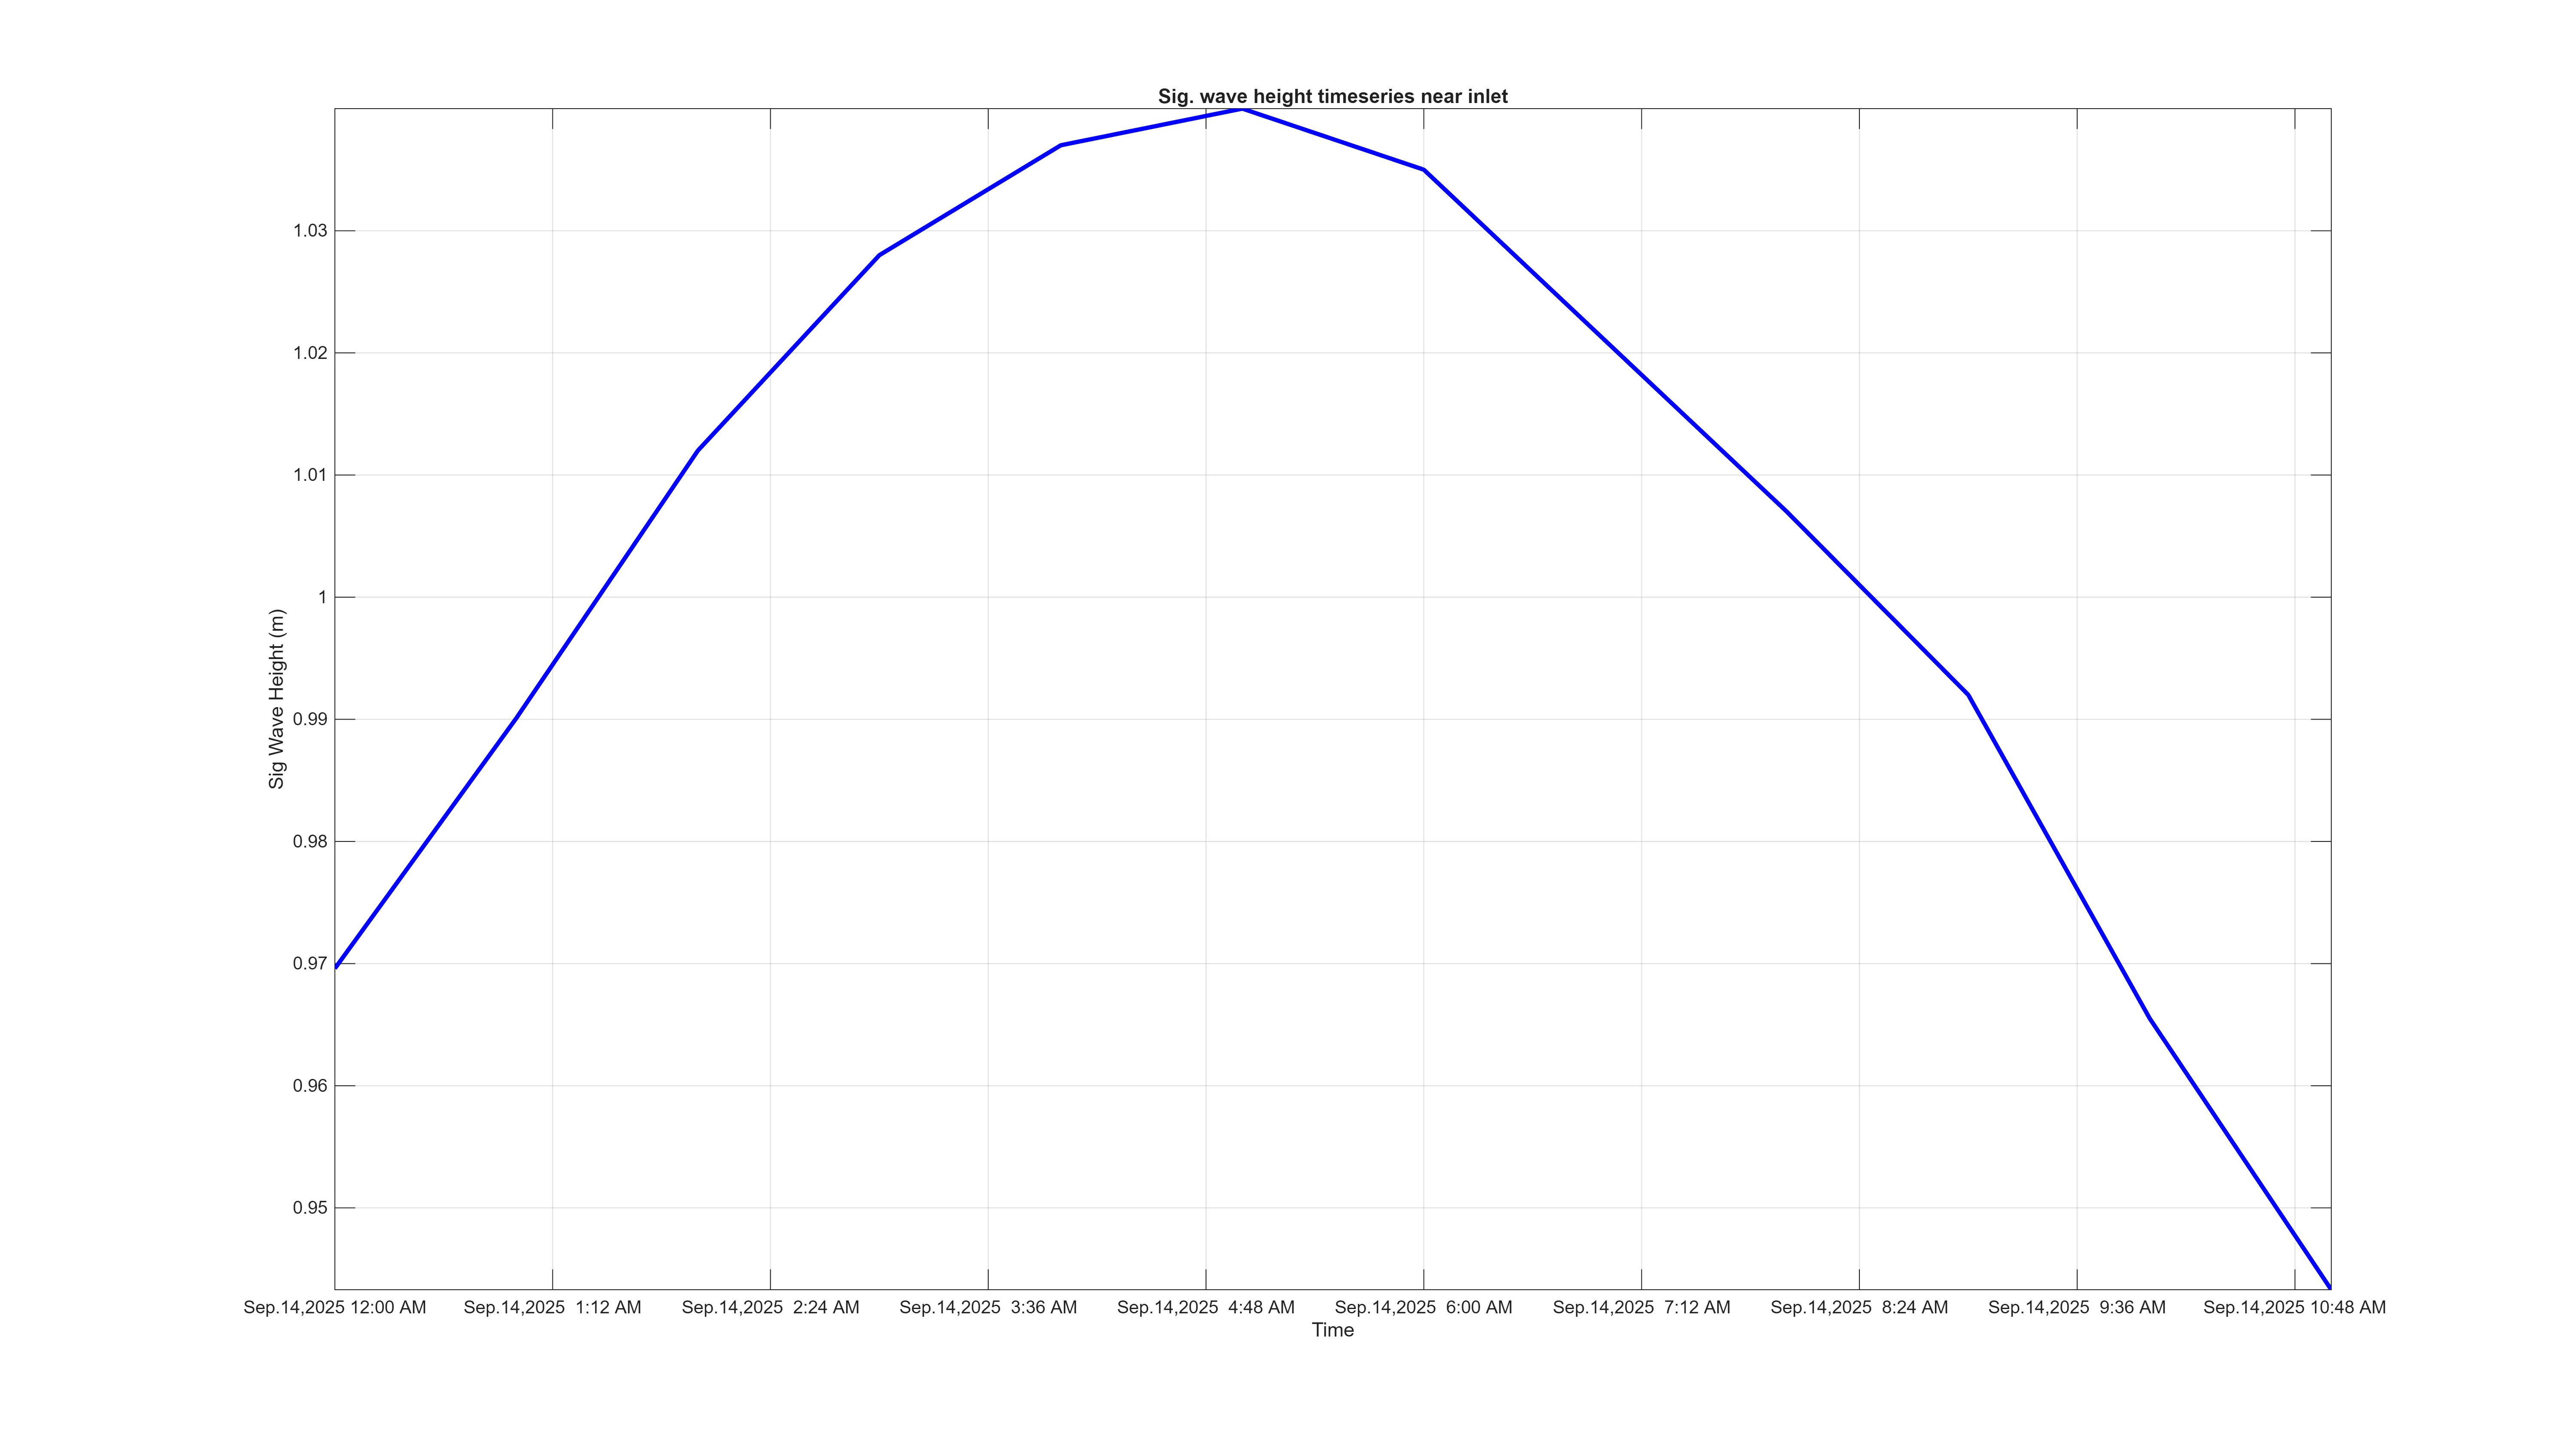 Sig. wave height timeseries near inlet
1.03
1.02
1.01
1
0.99
0.98
0.97
0.96
0.95
Sig Wave Height (m)
Sep.14,2025 12:00 AM Sep.14,2025  1:12 AM Sep.14,2025  2:24 AM Sep.14,2025  3:36 AM Sep.14,2025  4:48 AM Sep.14,2025  6:00 AM Sep.14,2025  7:12 AM Sep.14,2025  8:24 AM Sep.14,2025  9:36 AM Sep.14,2025 10:48 AM
Time